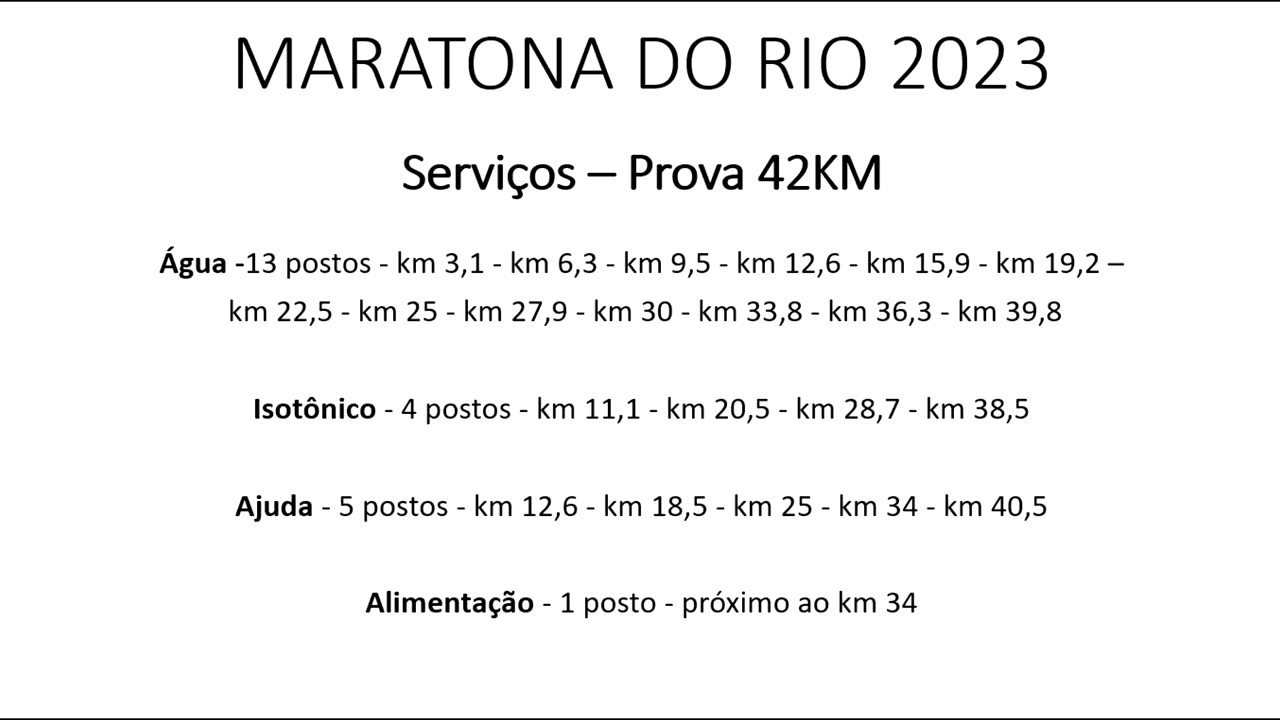 MARATONA DO RIO 2023
Serviços – Prova 42KM
Água -13 postos - km 3,1 - km 6,3 - km 9,5 - km 12,6 - km 15,9 - km 19,2 –
km 22,5 - km 25 - km 27,9 - km 30 - km 33,8 - km 36,3 - km 39,8
Isotônico - 4 postos - km 11,1 - km 20,5 - km 28,7 - km 38,5
Ajuda - 5 postos - km 12,6 - km 18,5 - km 25 - km 34 - km 40,5
Alimentação - 1 posto - próximo ao km 34